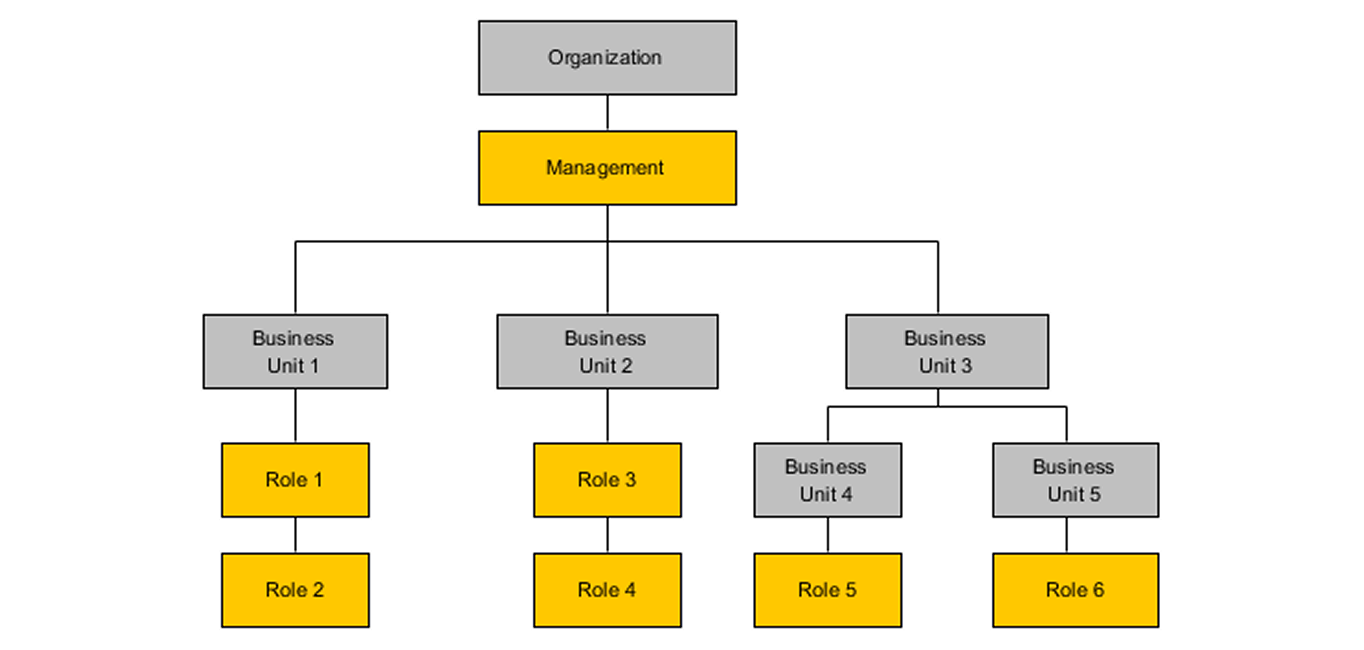 Organization
Management
Business
Unit 1
Business
Unit 2
Business
Unit 3
Role 1
Role 3
Business
Unit 4
Business
Unit 5
Role 2
Role 4
Role 5
Role 6